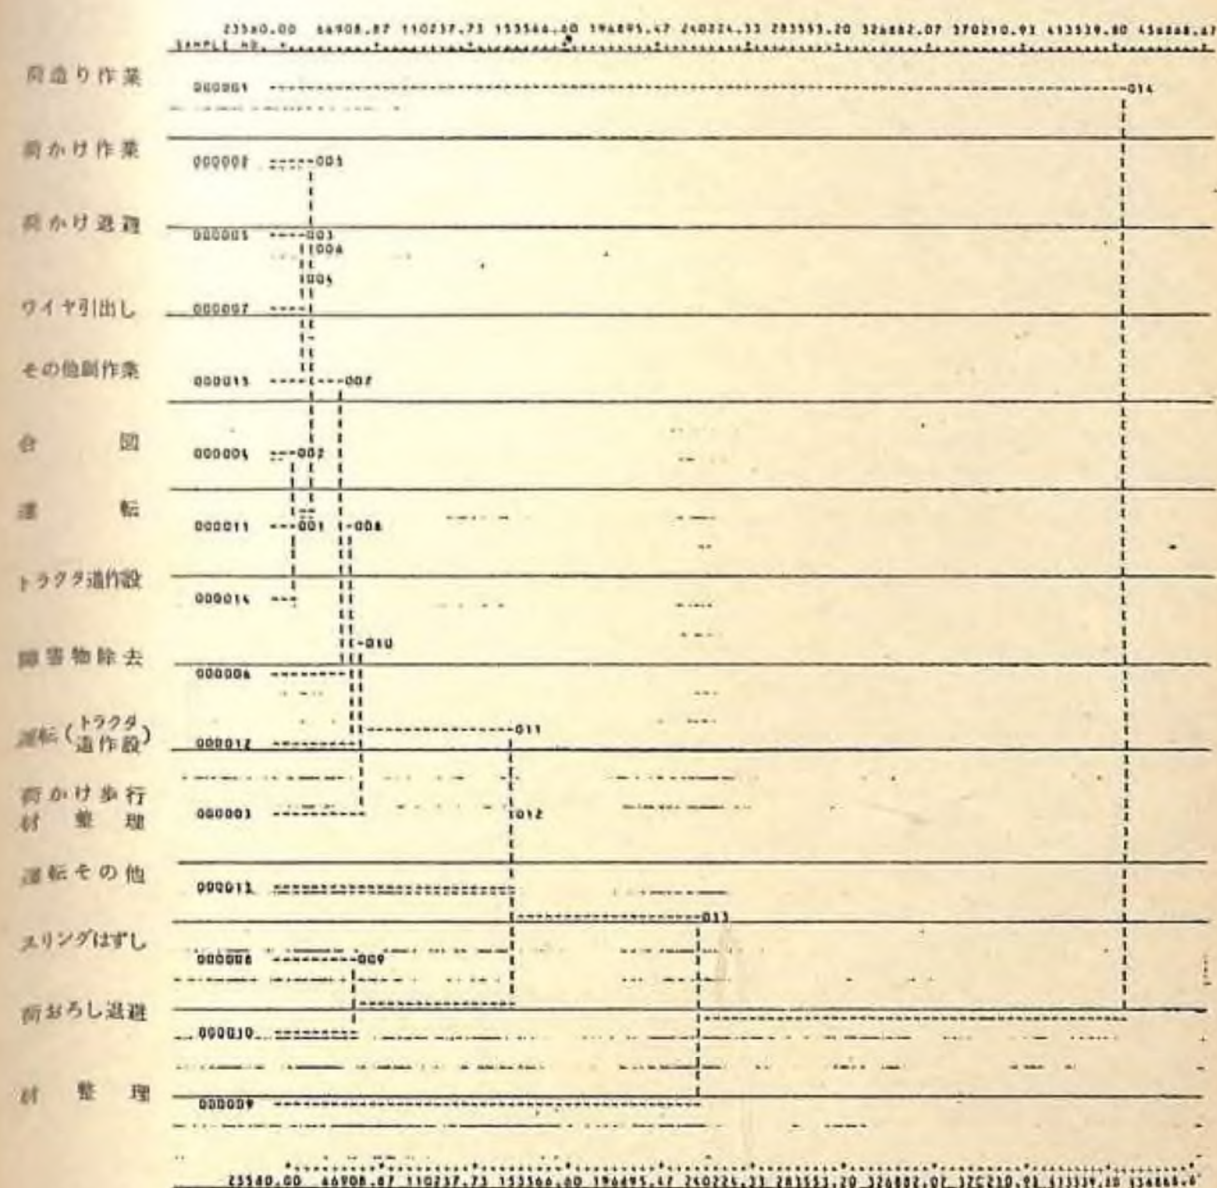 23580.00 66908.87 110237.73 153566.60 196895.47 240224.33 283553.20 326882.07 370210.93 413539.80 456868.67
SAMPLE NO.
荷造り作業 000001 014
荷かけ作業 000002 005
荷かけ退避 000005 003
006
004
ワイヤ引出し 000007
その他副作業 000015 007
合図 000004 002
運転 000011 001 008
トラクタ道作設 000014
010
障害物除去 000006
011
運転(トラクタ道作設) 000012
荷かけ歩行
材整理 000003 012
運転その他 000013
013
スリングはずし 000008 009
荷おろし退避 000010
材整理 000009
23580.00 66908.87 110237.73 153566.60 196895.47 240224.33 283553.20 326882.07 370210.93 413539.80